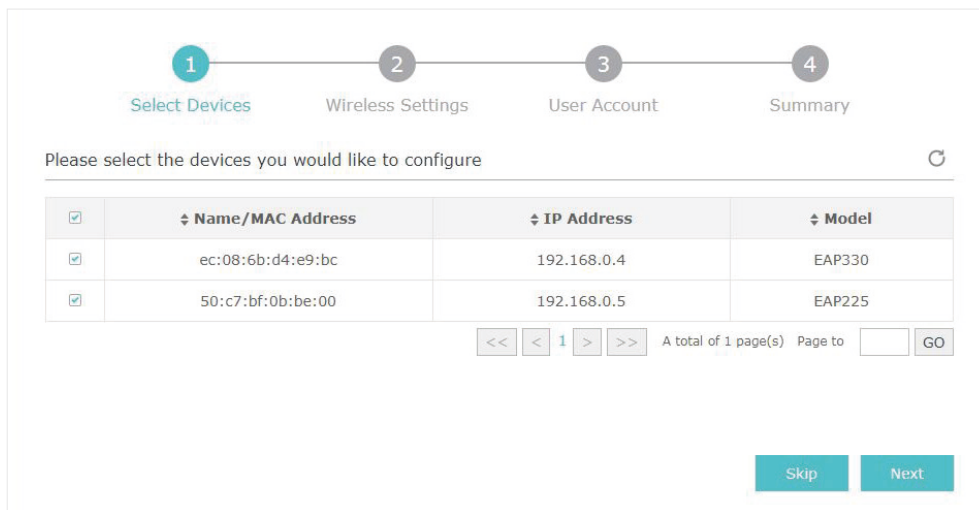 1 2 3 4
Select Devices Wireless Settings User Account Summary
Please select the devices you would like to configure
Name/MAC Address IP Address Model
ec:08:6b:d4:e9:bc 192.168.0.4 EAP330
50:c7:bf:0b:be:00 192.168.0.5 EAP225
<< < 1 > >> A total of 1 page(s) Page to GO
Skip Next